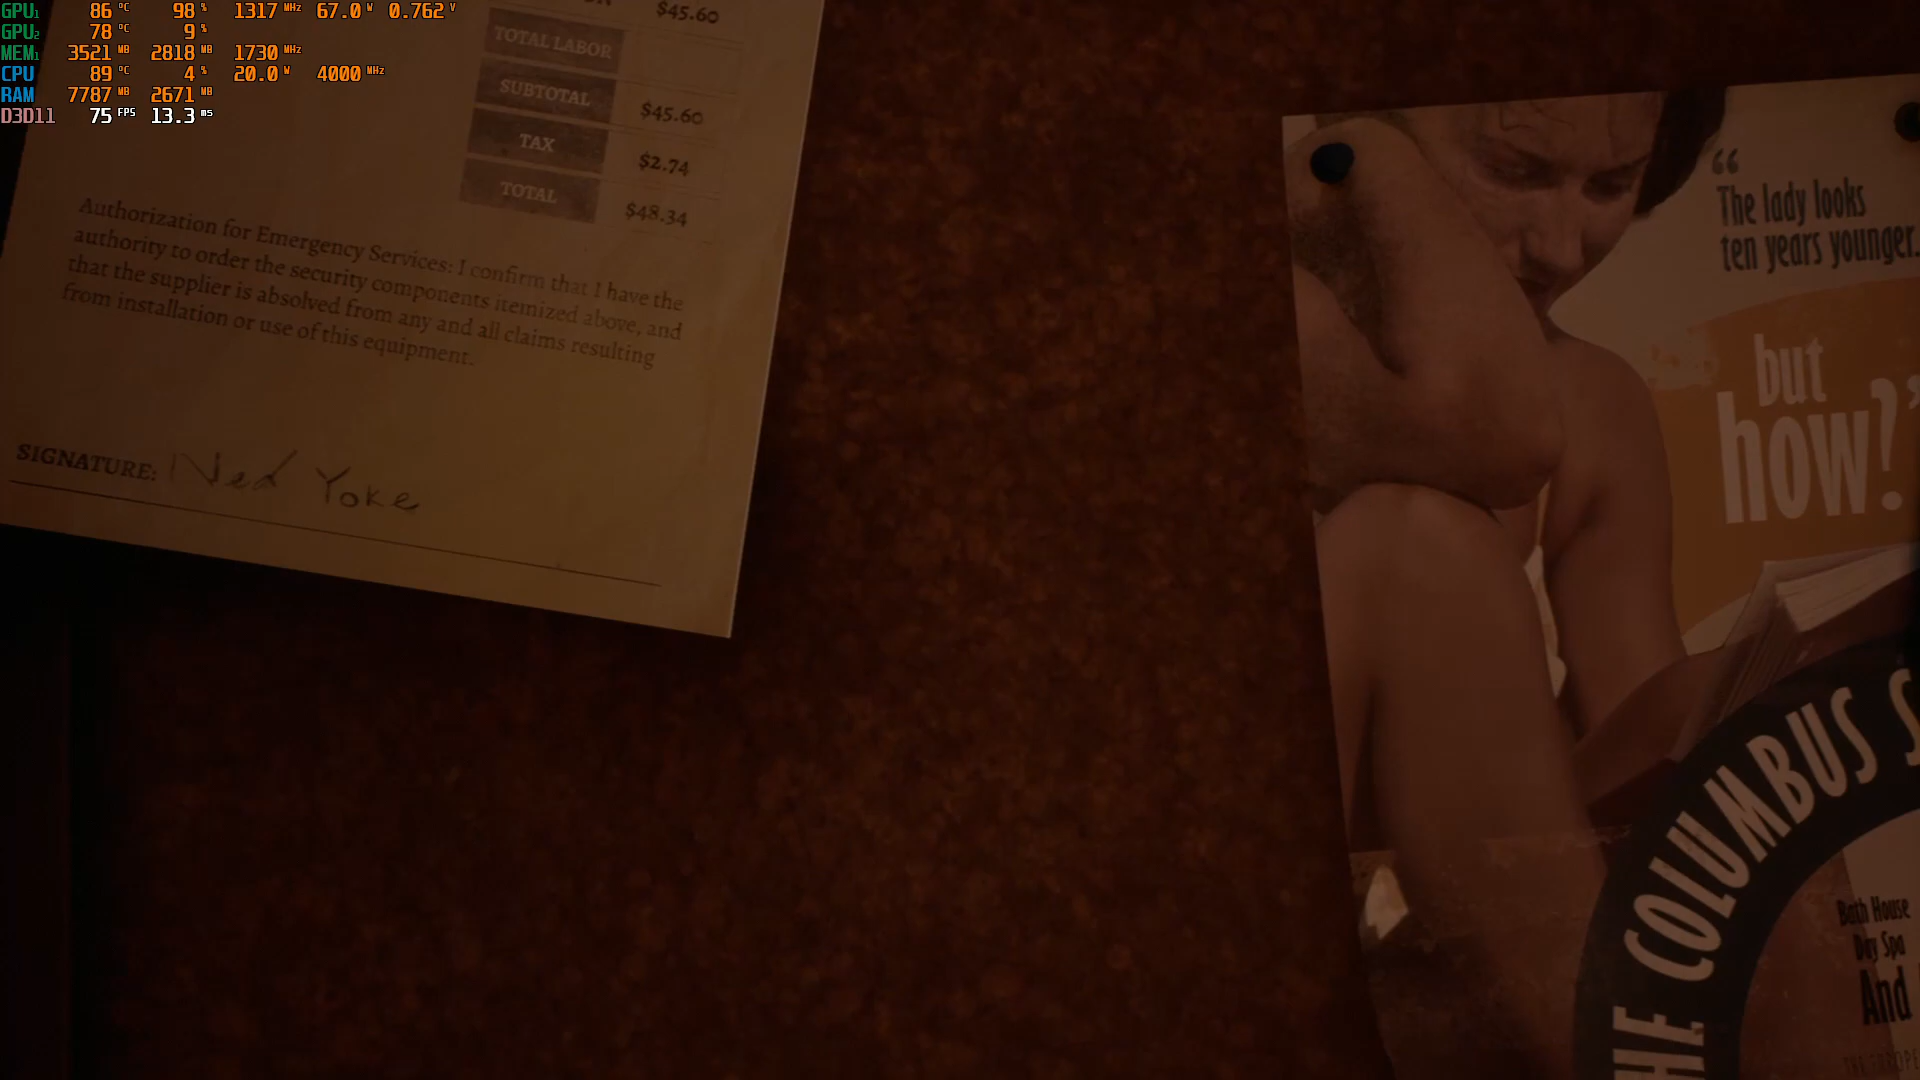 GPU1 86 °C 98 % 1317 MHz 67.0 W 0.762 V
GPU2 78 °C 9 %
MEM1 3521 MB 2818 MB 1730 MHz
CPU 89 °C 4 % 20.0 W 4000 MHz
RAM 7787 MB 2671 MB
D3D11 75 FPS 13.3 ms
$45.60
TOTAL LABOR
SUBTOTAL $45.60
TAX $2.74
TOTAL $48.34
Authorization for Emergency Services: I confirm that I have the
authority to order the security components itemized above, and
that the supplier is absolved from any and all claims resulting
from installation or use of this equipment.
SIGNATURE: Ned Yoke
“
The lady looks
ten years younger.
but
how?”
THE COLUMBUS S
Bath House
Day Spa
And